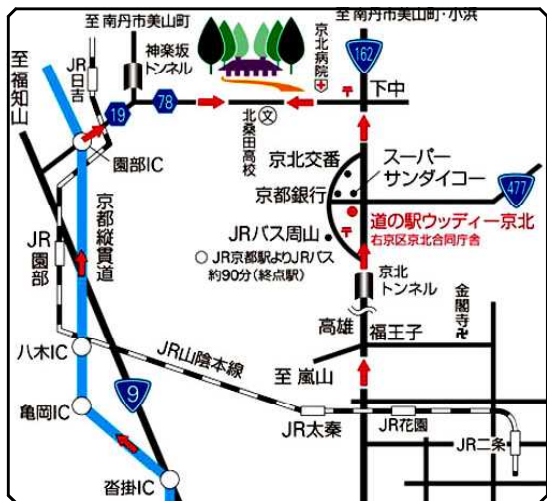 至 南丹市美山町
至 南丹市美山町・小浜
神楽坂
トンネル
京北病院
162
JR日吉
至 福知山
19
78
文
北桑田高校
下中
園部IC
京北交番
スーパー
サンダイコー
京都銀行
477
道の駅ウッディー京北
右京区京北合同庁舎
JRバス周山
JR京都駅よりJRバス
約90分(終点駅)
京都縦貫道
JR園部
京北
トンネル
金閣寺
高雄
福王子
八木IC
JR山陰本線
至 嵐山
9
亀岡IC
JR太秦
JR花園
JR二条
沓掛IC